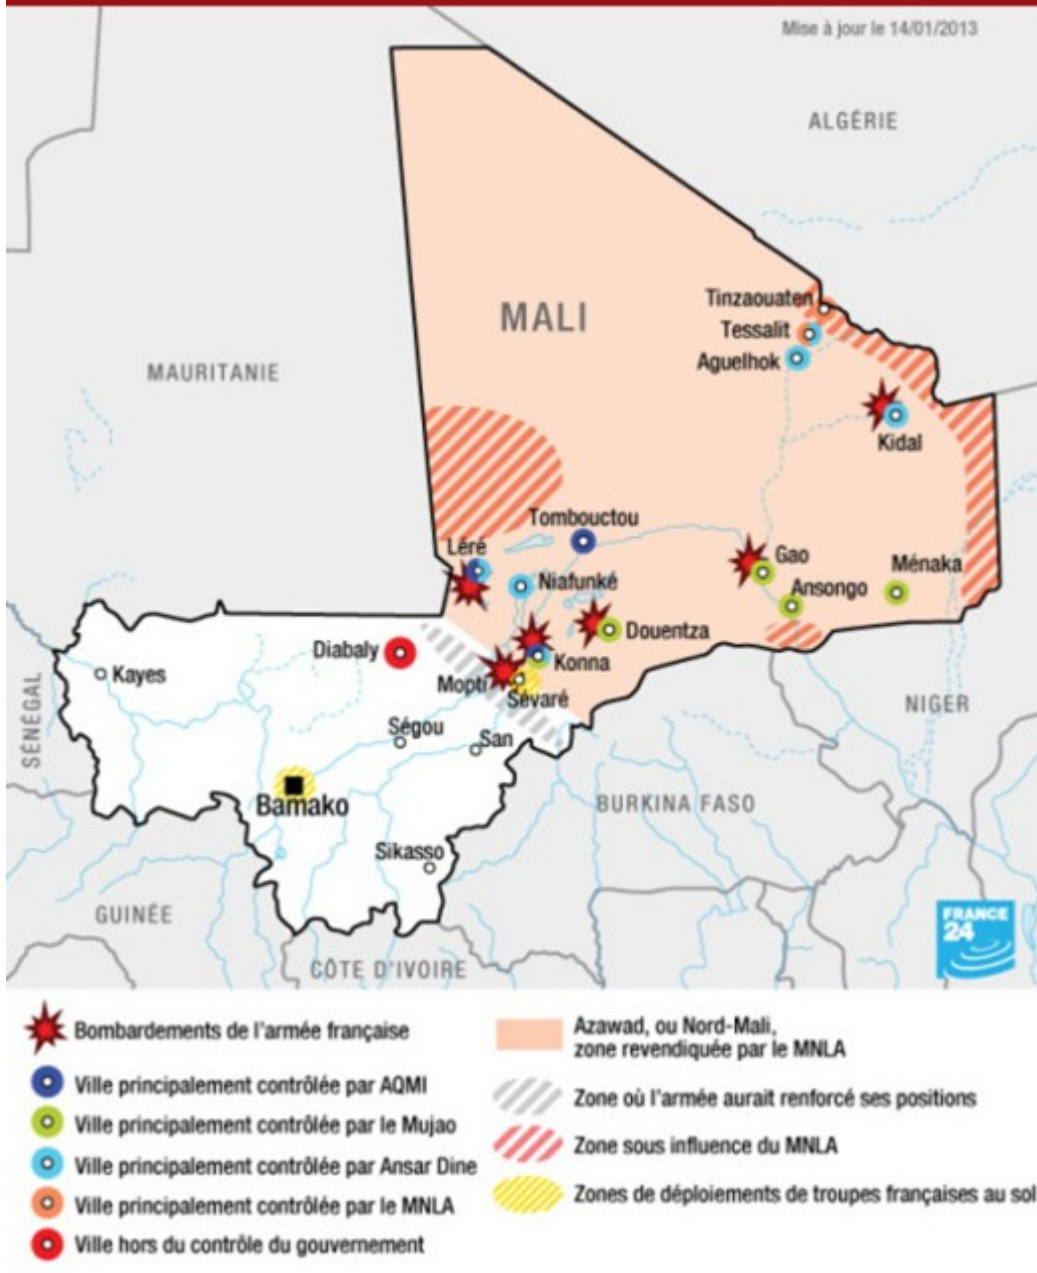 Mise à jour le 14/01/2013
ALGÉRIE
MALI
Tinzaouaten
Tessalit
Aguelhok
MAURITANIE
Kidal
Tombouctou
Léré
Gao
Ménaka
Niafunké
Ansongo
Diabaly
Douentza
Konna
Kayes
Mopti
Sévaré
SÉNÉGAL
NIGER
Ségou
San
Bamako
BURKINA FASO
Sikasso
GUINÉE
FRANCE
24
CÔTE D'IVOIRE
Bombardements de l'armée française
Ville principalement contrôlée par AQMI
Ville principalement contrôlée par le Mujao
Ville principalement contrôlée par Ansar Dine
Ville principalement contrôlée par le MNLA
Ville hors du contrôle du gouvernement
Azawad, ou Nord-Mali,
zone revendiquée par le MNLA
Zone où l'armée aurait renforcé ses positions
Zone sous influence du MNLA
Zones de déploiements de troupes françaises au sol